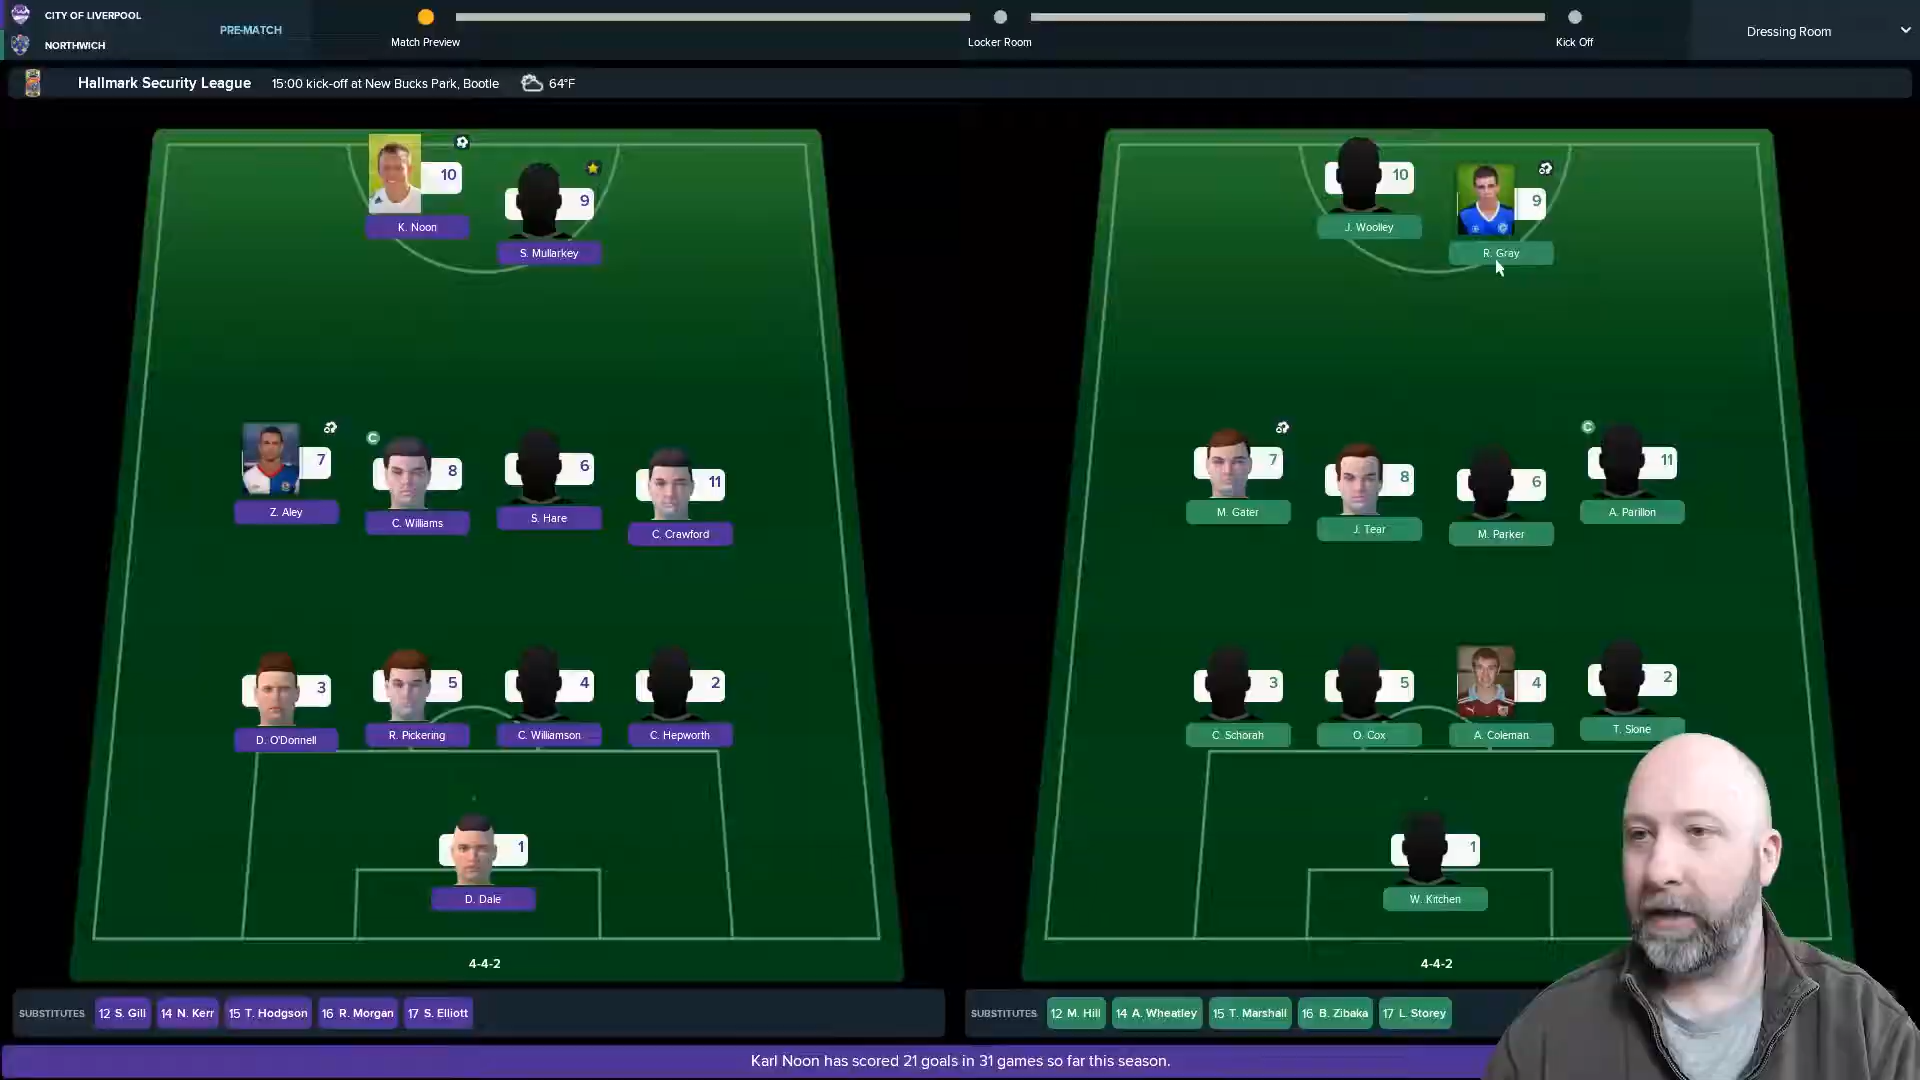 CITY OF LIVERPOOL
NORTHWICH
PRE-MATCH
Match Preview
Locker Room
Kick Off
Dressing Room
Hallmark Security League
15:00 kick-off at New Bucks Park, Bootle
64°F
10
K. Noon
9
S. Mullarkey
7
Z. Aley
C
8
C. Williams
6
S. Hare
11
C. Crawford
3
D. O'Donnell
5
R. Pickering
4
C. Williamson
2
C. Hepworth
1
D. Dale
4-4-2
10
J. Woolley
9
R. Gray
7
M. Gater
8
J. Tear
6
M. Parker
C
11
A. Parillon
3
C. Schorah
5
O. Cox
4
A. Coleman
2
T. Sione
1
W. Kitchen
4-4-2
SUBSTITUTES 12 S. Gill 14 N. Kerr 15 T. Hodgson 16 R. Morgan 17 S. Elliott
SUBSTITUTES 12 M. Hill 14 A. Wheatley 15 T. Marshall 16 B. Zibaka 17 L. Storey
Karl Noon has scored 21 goals in 31 games so far this season.